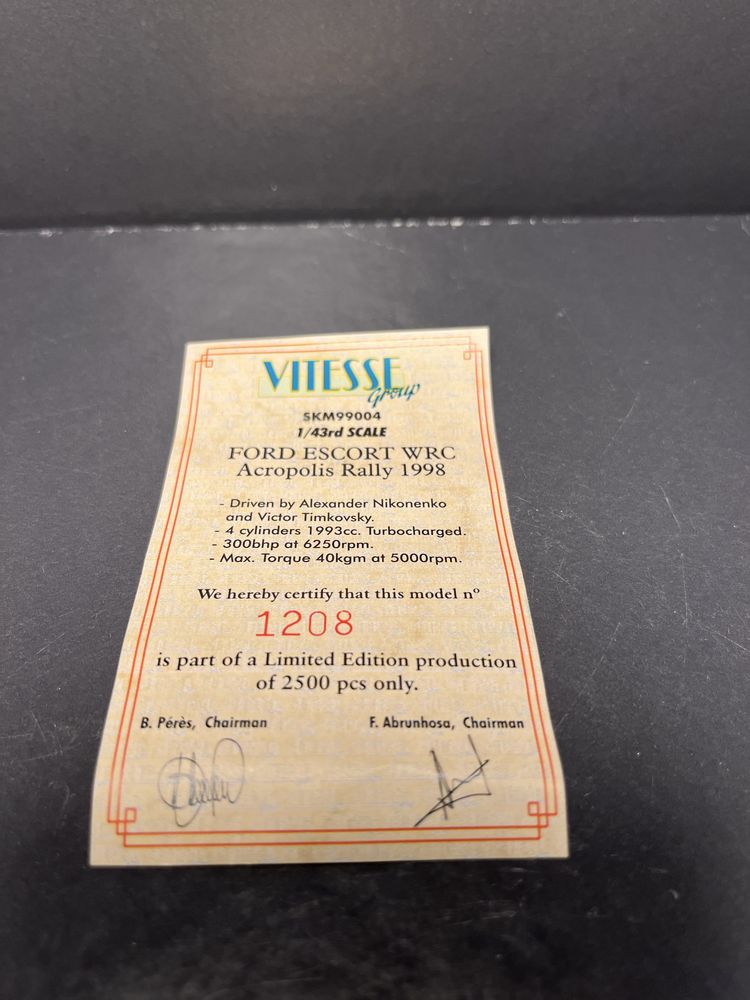 VITESSE
Group
SKM99004
1/43rd SCALE
FORD ESCORT WRC
Acropolis Rally 1998
- Driven by Alexander Nikonenko
and Victor Timkovsky.
- 4 cylinders 1993cc. Turbocharged.
- 300bhp at 6250rpm.
- Max. Torque 40kgm at 5000rpm.
We hereby certify that this model nº
1208
is part of a Limited Edition production
of 2500 pcs only.
B. Pérès, Chairman F. Abrunhosa, Chairman